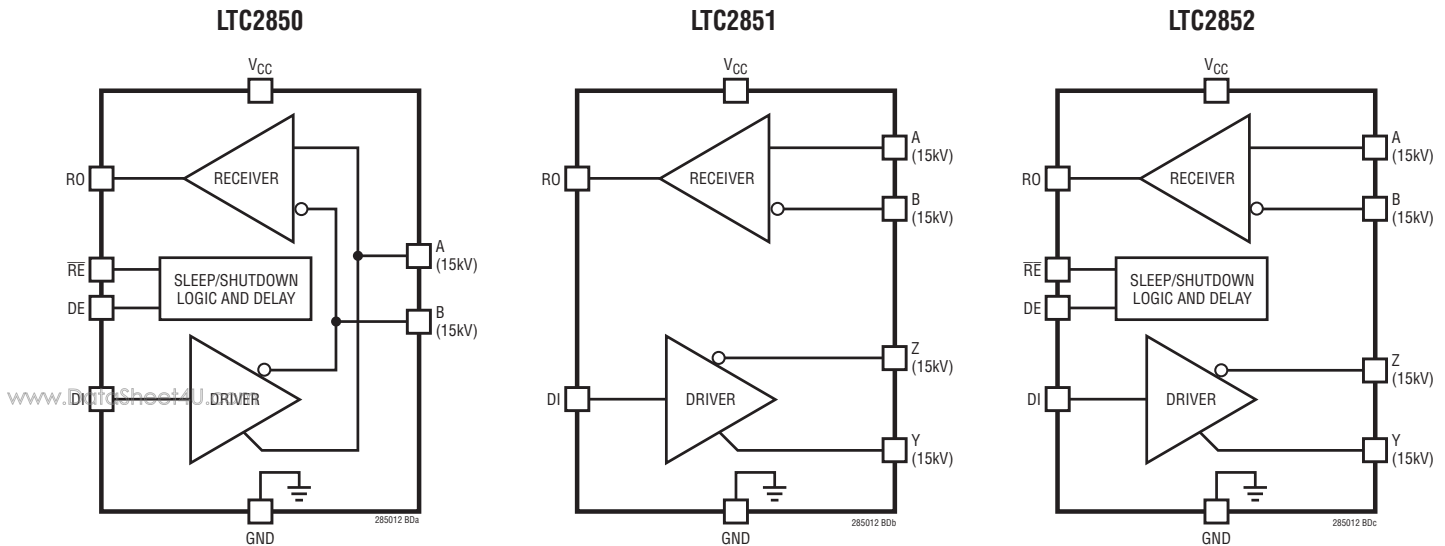 LTC2850
VCC
RO
RECEIVER
RE
DE
SLEEP/SHUTDOWN
LOGIC AND DELAY
A
(15kV)
B
(15kV)
DI
DRIVER
www.DataSheet4U.com
GND
285012 BDa
LTC2851
VCC
RO
RECEIVER
A
(15kV)
B
(15kV)
DI
DRIVER
Z
(15kV)
Y
(15kV)
GND
285012 BDb
LTC2852
VCC
RO
RECEIVER
A
(15kV)
B
(15kV)
RE
DE
SLEEP/SHUTDOWN
LOGIC AND DELAY
DI
DRIVER
Z
(15kV)
Y
(15kV)
GND
285012 BDc